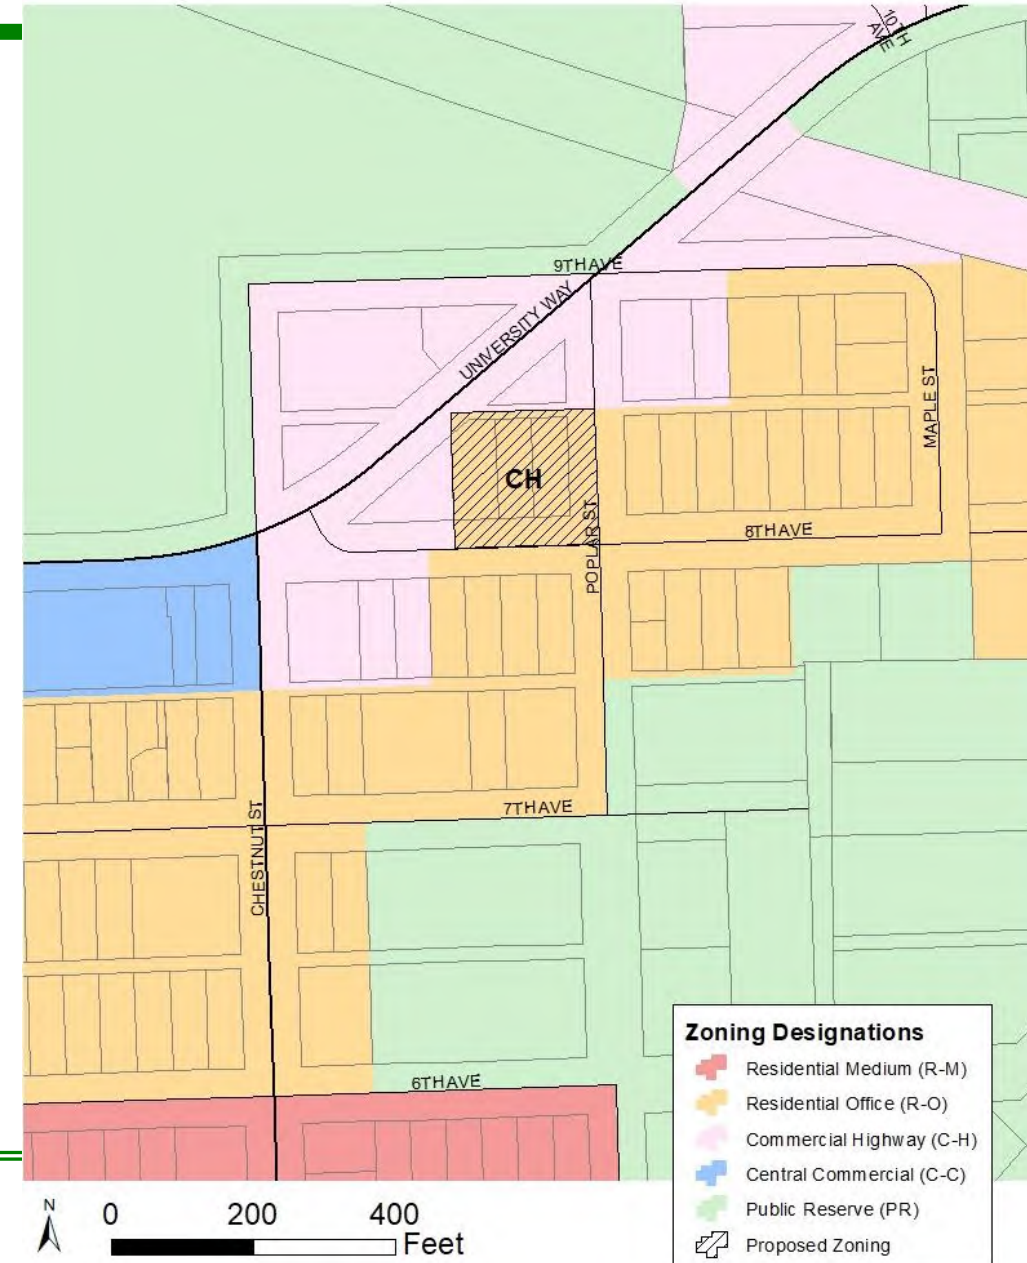 10TH
AVE
9TH AVE
UNIVERSITY WAY
MAPLE ST
CH
POPLAR ST
8TH AVE
7TH AVE
CHESTNUT ST
6TH AVE
Zoning Designations
Residential Medium (R-M)
Residential Office (R-O)
Commercial Highway (C-H)
Central Commercial (C-C)
Public Reserve (PR)
Proposed Zoning
N
0 200 400
Feet